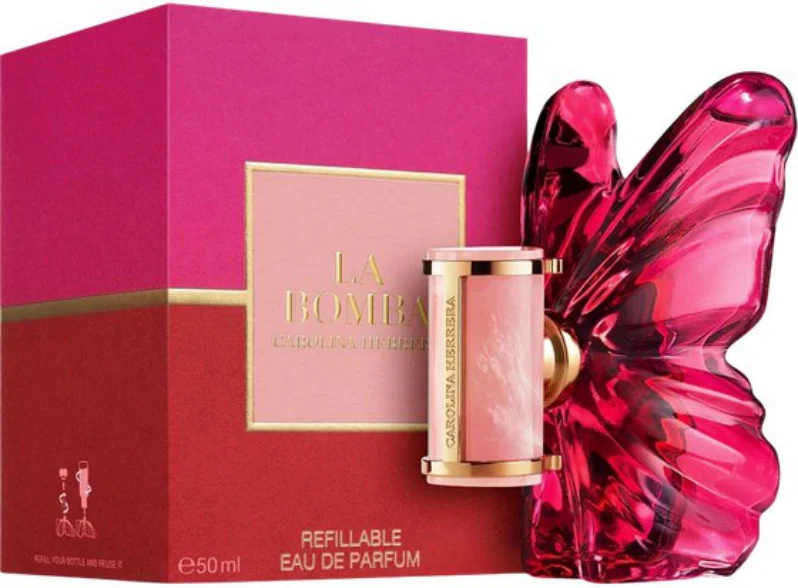 LA
BOMBA
CAROLINA HERRERA
CAROLINA HERRERA
REFILL YOUR BOTTLE AND REUSE IT
℮50 ml
REFILLABLE
EAU DE PARFUM